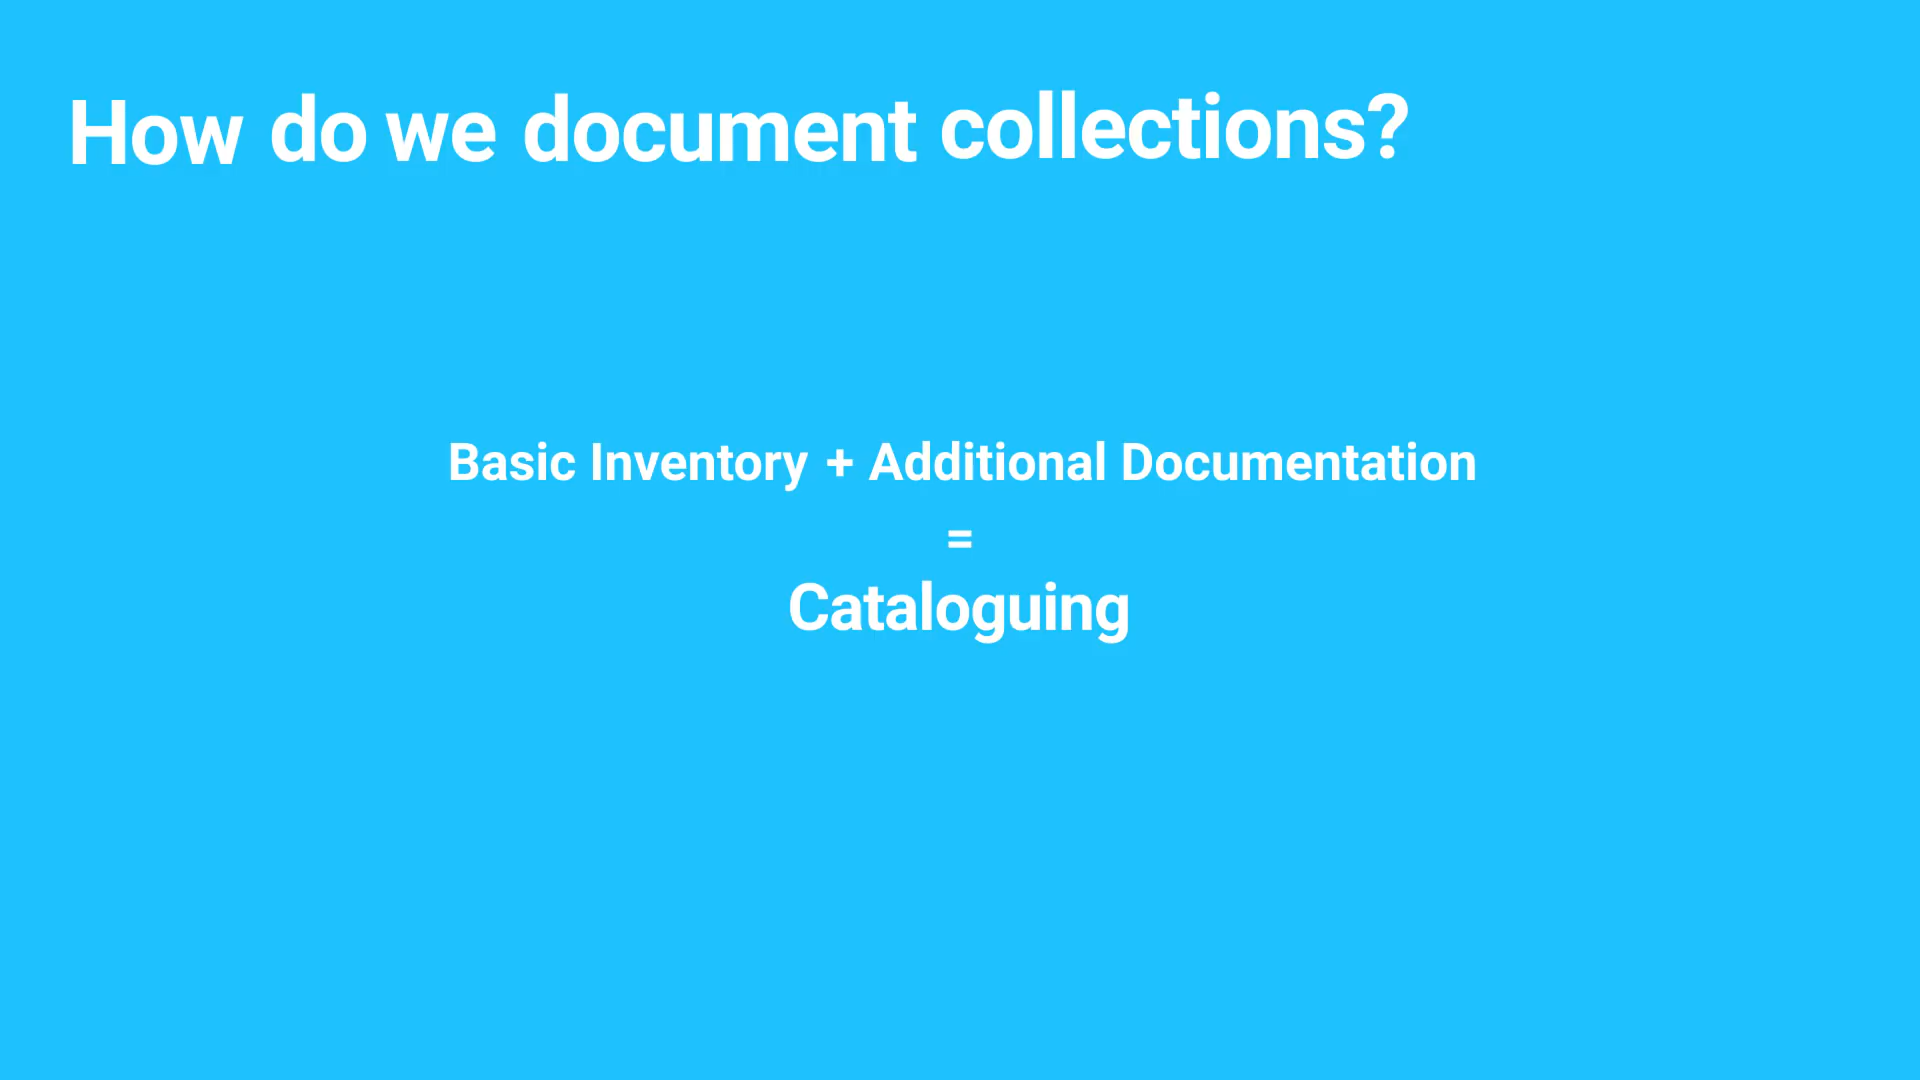 How do we document collections?
Basic Inventory + Additional Documentation
=
Cataloguing